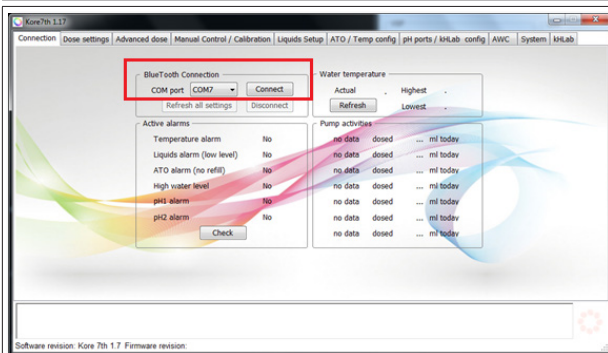 Kore7th 1.17
Connection Dose settings Advanced dose Manual Control / Calibration Liquids Setup ATO / Temp config pH ports / kHLab config AWC System kHLab
BlueTooth Connection
COM port COM7 Connect
Refresh all settings Disconnect
Water temperature
Actual . Highest .
Refresh Lowest .
Active alarms
Temperature alarm No
Liquids alarm (low level) No
ATO alarm (no refill) No
High water level No
pH1 alarm No
pH2 alarm No
Check
Pump activities
no data dosed ... ml today
no data dosed ... ml today
no data dosed ... ml today
no data dosed ... ml today
no data dosed ... ml today
no data dosed ... ml today
no data dosed ... ml today
Software revision: Kore 7th 1.7 Firmware revision: